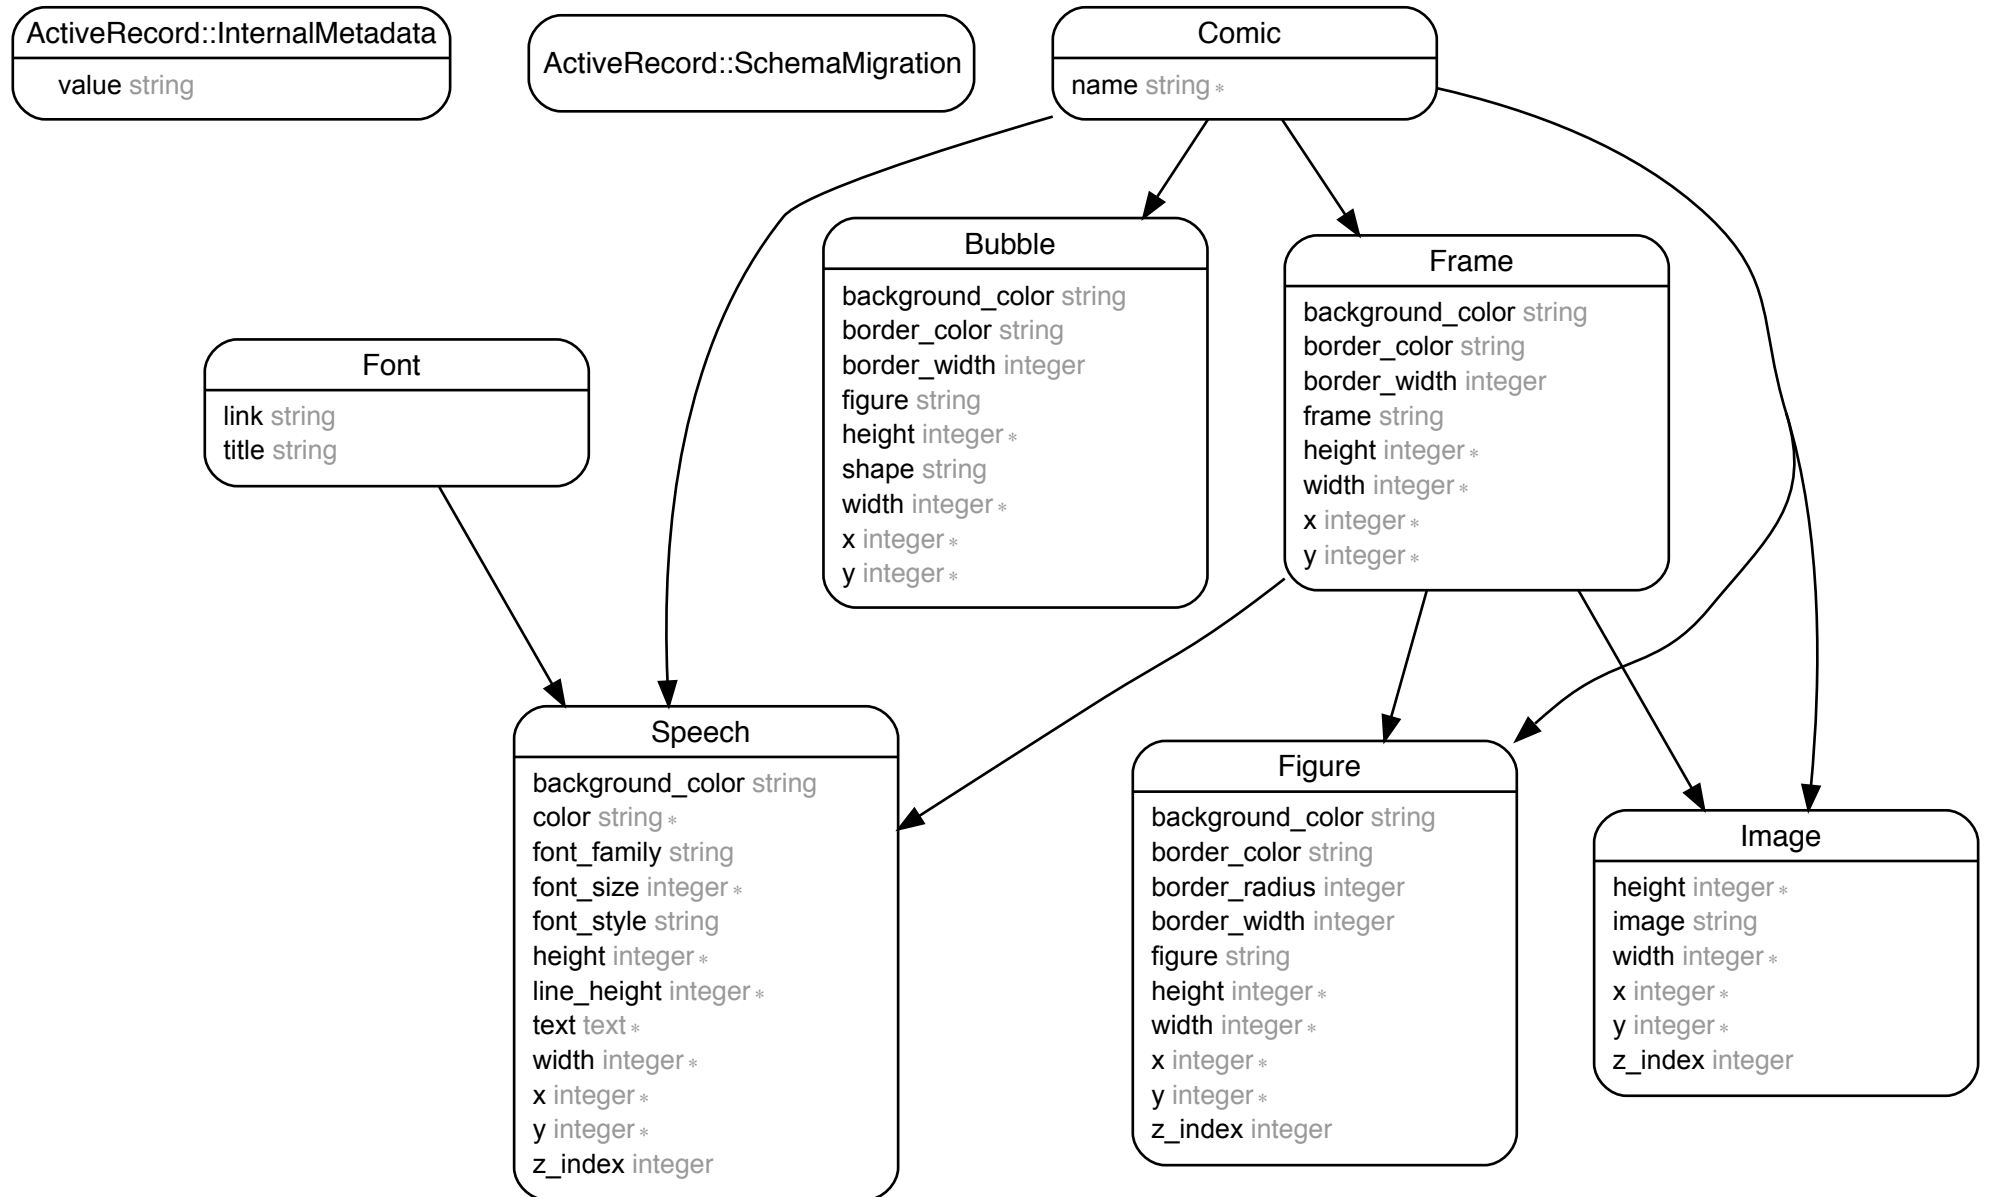 ActiveRecord::InternalMetadata
value string
ActiveRecord::SchemaMigration
Comic
name string *
Bubble
background_color string
border_color string
border_width integer
figure string
height integer *
shape string
width integer *
x integer *
y integer *
Frame
background_color string
border_color string
border_width integer
frame string
height integer *
width integer *
x integer *
y integer *
Font
link string
title string
Speech
background_color string
color string *
font_family string
font_size integer *
font_style string
height integer *
line_height integer *
text text *
width integer *
x integer *
y integer *
z_index integer
Figure
background_color string
border_color string
border_radius integer
border_width integer
figure string
height integer *
width integer *
x integer *
y integer *
z_index integer
Image
height integer *
image string
width integer *
x integer *
y integer *
z_index integer